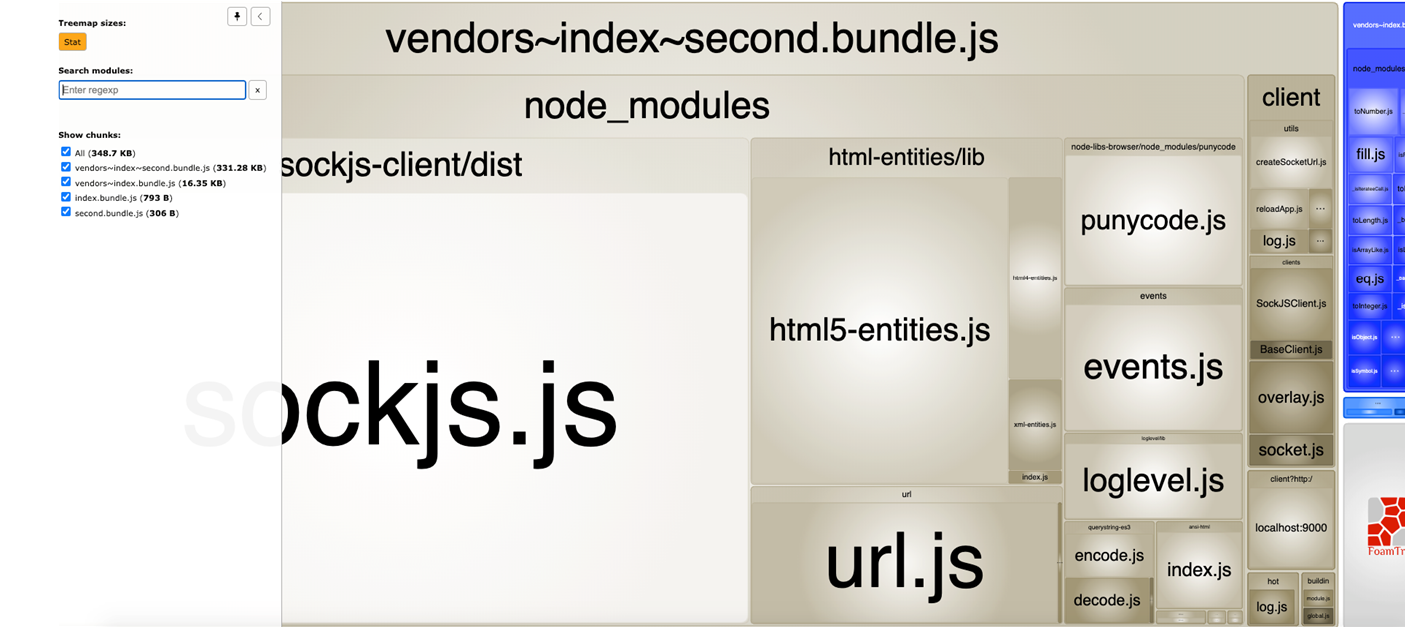 Treemap sizes:
Stat
Search modules:
Enter regexp
x
Show chunks:
All (348.7 KB)
vendors~index~second.bundle.js (331.28 KB)
vendors~index.bundle.js (16.35 KB)
index.bundle.js (793 B)
second.bundle.js (306 B)
vendors~index~second.bundle.js
node_modules
sockjs-client/dist
sockjs.js
html-entities/lib
html5-entities.js
html4-entities.js
xml-entities.js
index.js
url
url.js
node-libs-browser/node_modules/punycode
punycode.js
events
events.js
loglevel/lib
loglevel.js
querystring-es3
encode.js
decode.js
ansi-html
index.js
client
utils
createSocketUrl.js
reloadApp.js
...
log.js
...
clients
SockJSClient.js
BaseClient.js
overlay.js
socket.js
client?http:/
localhost:9000
hot
log.js
buildin
module.js
global.js
vendors~index.b
node_modules
toNumber.js
fill.js
toLength.js
isArrayLike.js
eq.js
toInteger.js
isObject.js
...
isSymbol.js
...
FoamTr